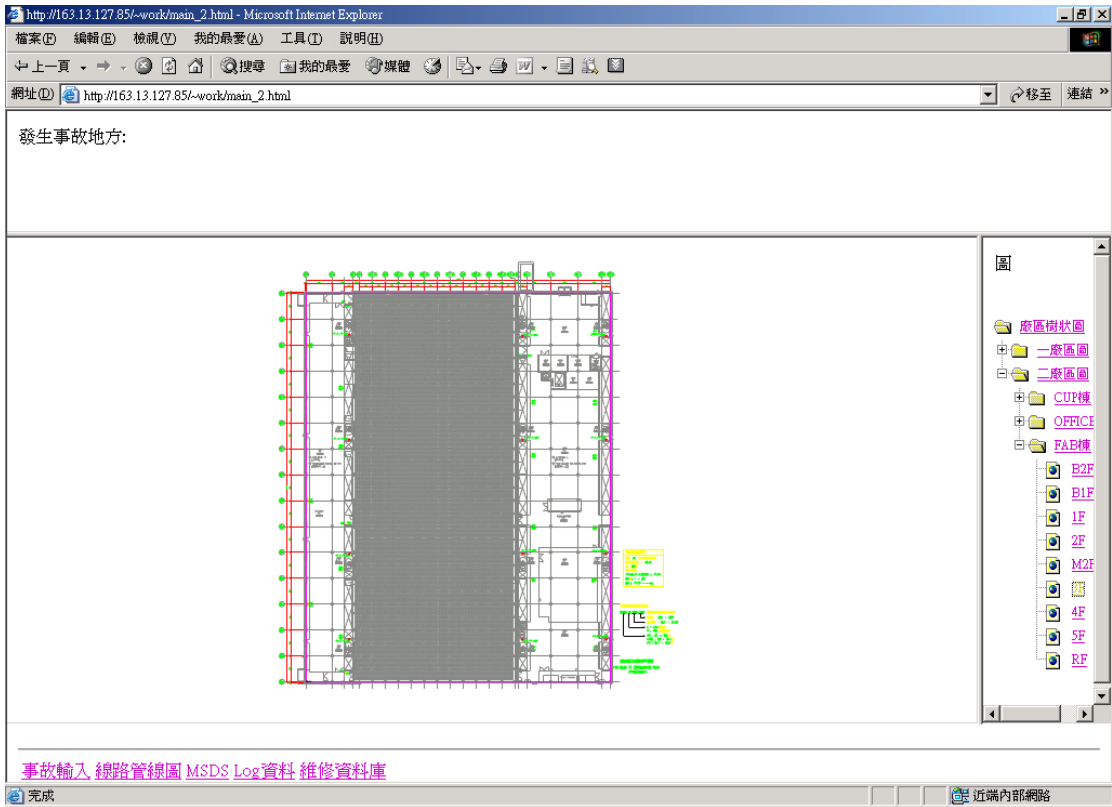 http://163.13.127.85/~work/main_2.html - Microsoft Internet Explorer
檔案(F) 編輯(E) 檢視(V) 我的最愛(A) 工具(T) 說明(H)
上一頁 搜尋 我的最愛 媒體
網址(D) http://163.13.127.85/~work/main_2.html 移至 連結 »
發生事故地方:
圖
廠區樹狀圖
一廠區圖
二廠區圖
CUP棟
OFFICE
FAB棟
B2F
B1F
1F
2F
M2F
4F
5F
RF
事故輸入 線路管線圖 MSDS Log資料 維修資料庫
完成 近端內部網路